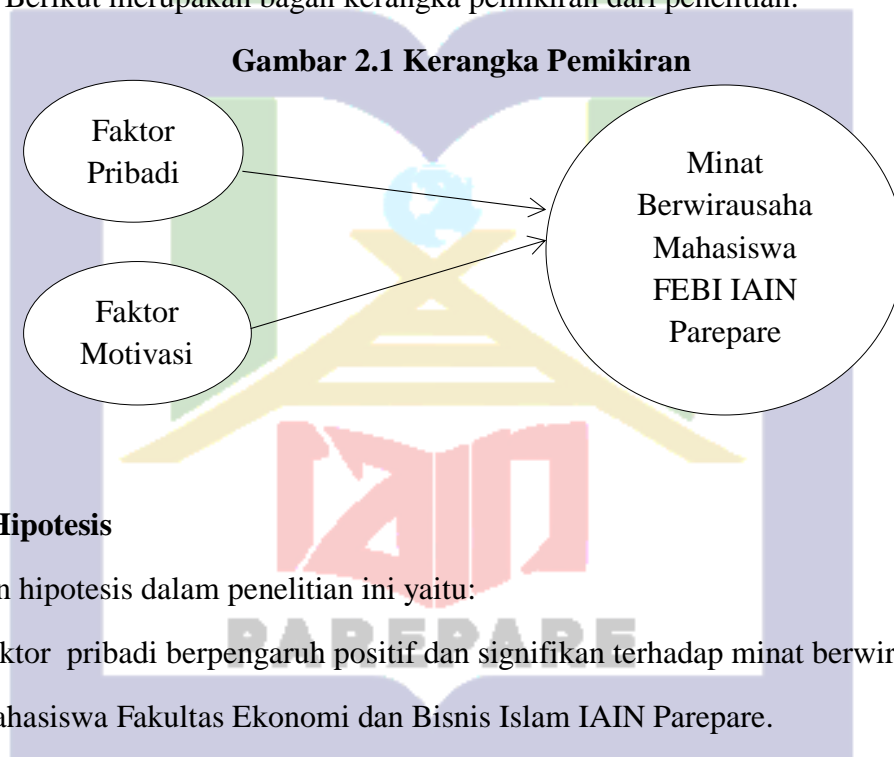 Berikut merupakan bagan kerangka pemikiran dari penelitian.
Gambar 2.1 Kerangka Pemikiran
Faktor
Pribadi
Faktor
Motivasi
Minat
Berwirausaha
Mahasiswa
FEBI IAIN
Parepare
iain
PAREPARE
Hipotesis
hipotesis dalam penelitian ini yaitu:
pribadi berpengaruh positif dan signifikan terhadap minat
Fakultas Ekonomi dan Bisnis Islam IAIN Parepare.